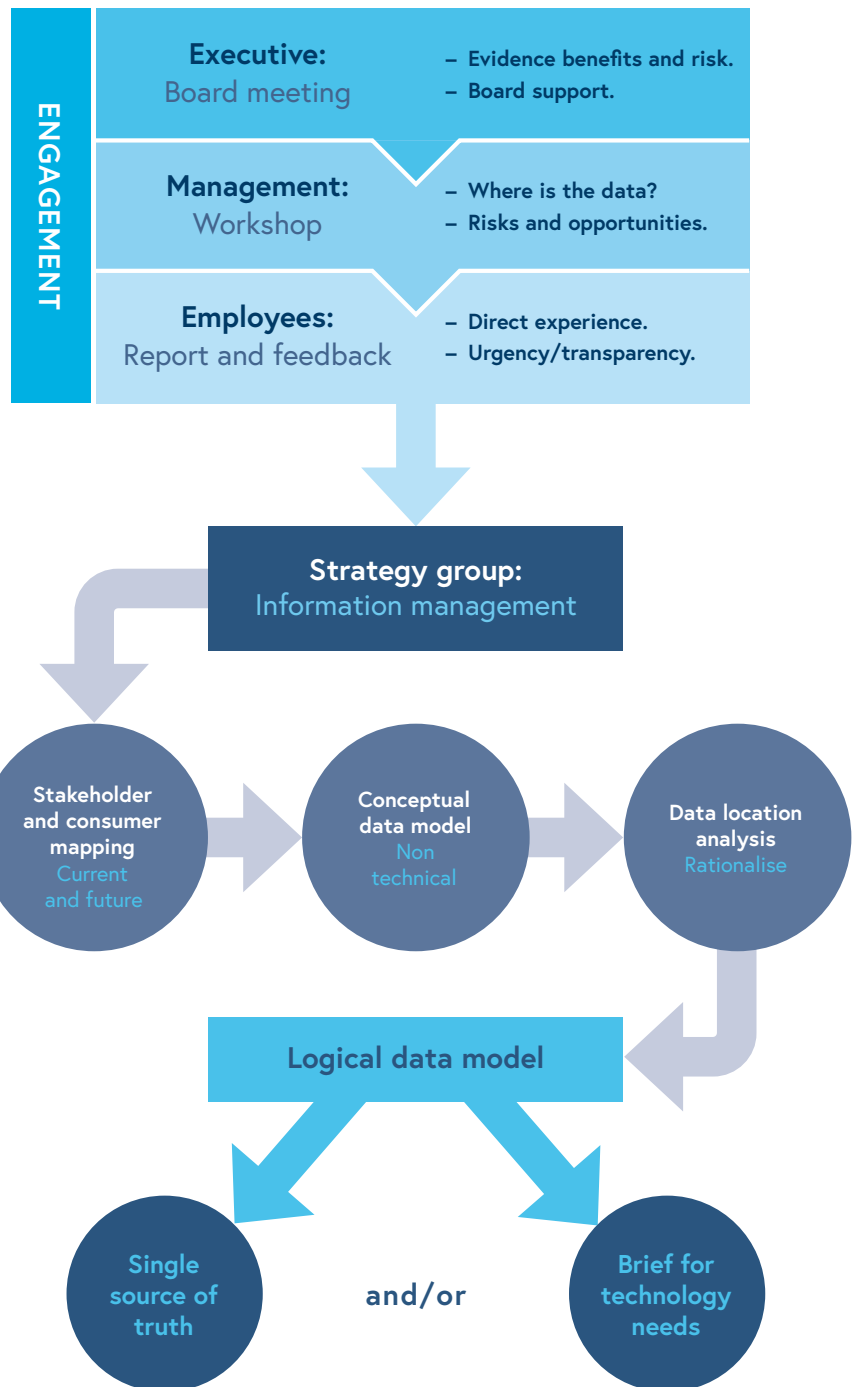 ENGAGEMENT
Executive:
Board meeting
– Evidence benefits and risk.
– Board support.
Management:
Workshop
– Where is the data?
– Risks and opportunities.
Employees:
Report and feedback
– Direct experience.
– Urgency/transparency.
Strategy group:
Information management
Stakeholder
and consumer
mapping
Current
and future
Conceptual
data model
Non
technical
Data location
analysis
Rationalise
Logical data model
Single
source of
truth
and/or
Brief for
technology
needs